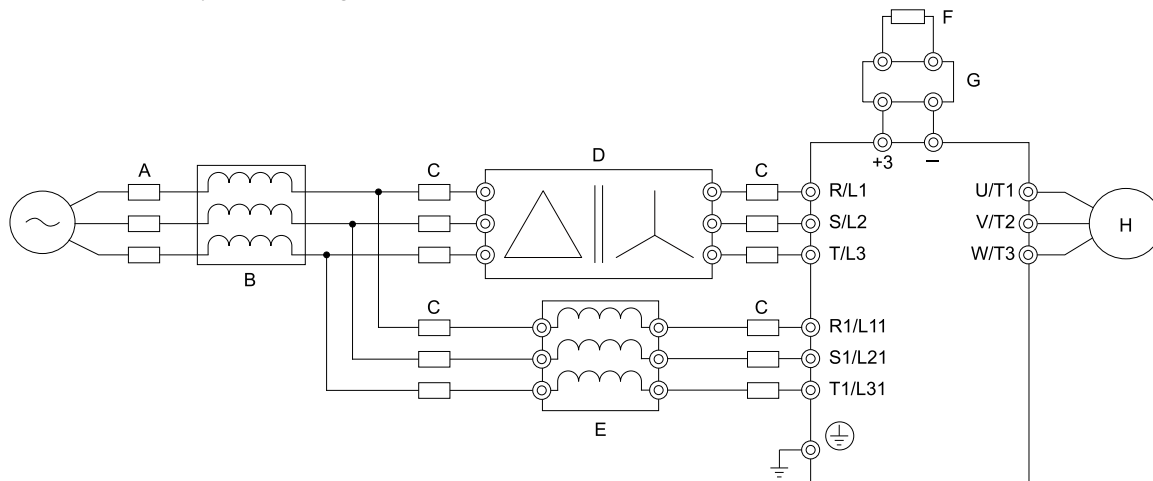 F
G
+3 –
A
C
D
C
R/L1
U/T1
S/L2
V/T2
H
T/L3
W/T3
B
C
C
R1/L11
S1/L21
T1/L31
E